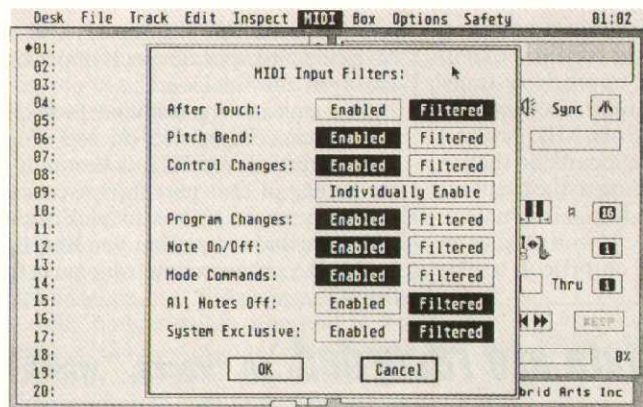 Desk File Track Edit Inspect MIDI Box Options Safety 01:02
◆01:
02:
03:
04:
05:
06:
07:
08:
09:
10:
11:
12:
13:
14:
15:
16:
17:
18:
19:
20:
MIDI Input Filters:
After Touch: Enabled Filtered
Pitch Bend: Enabled Filtered
Control Changes: Enabled Filtered
Individually Enable
Program Changes: Enabled Filtered
Note On/Off: Enabled Filtered
Mode Commands: Enabled Filtered
All Notes Off: Enabled Filtered
System Exclusive: Enabled Filtered
OK Cancel
Sync
16
1
Thru 1
KEEP
0%
brid Arts Inc